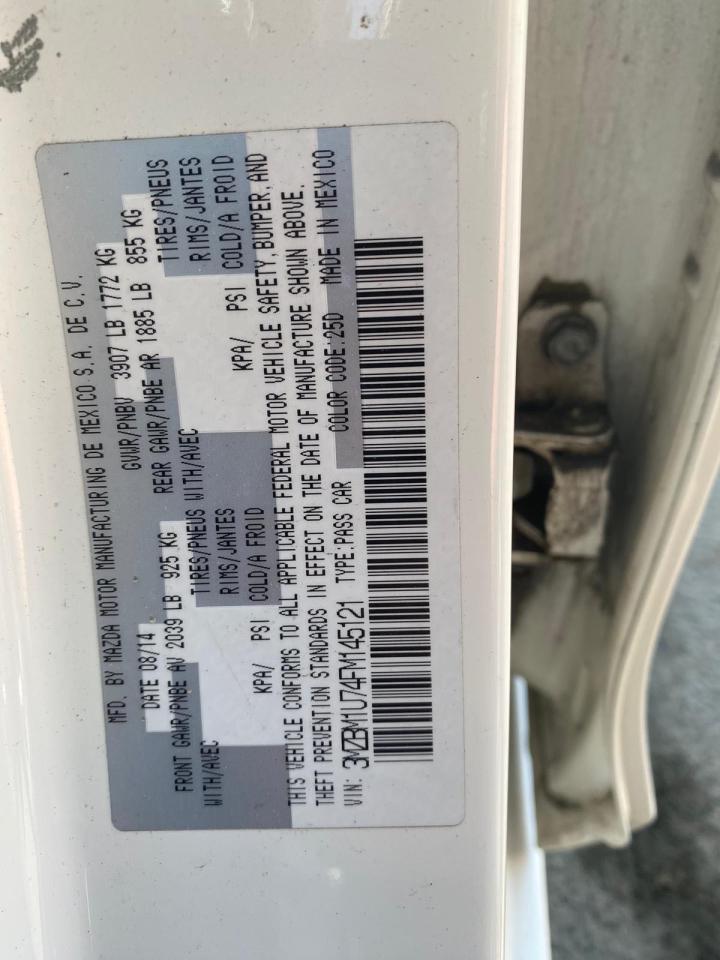 MFD. BY MAZDA MOTOR MANUFACTURING DE MEXICO S.A. DE C.V.
DATE 08/14 GVWR/PNBV 3907 LB 1772 KG
FRONT GAWR/PNBE AV 2039 LB 925 KG REAR GAWR/PNBE AR 1885 LB 855 KG
WITH/AVEC TIRES/PNEUS WITH/AVEC TIRES/PNEUS
RIMS/JANTES RIMS/JANTES
KPA/ PSI COLD/A FROID KPA/ PSI COLD/A FROID
THIS VEHICLE CONFORMS TO ALL APPLICABLE FEDERAL MOTOR VEHICLE SAFETY, BUMPER, AND
THEFT PREVENTION STANDARDS IN EFFECT ON THE DATE OF MANUFACTURE SHOWN ABOVE.
VIN: 3MZBM1U74FM145121 TYPE:PASS CAR COLOR CODE:25D MADE IN MEXICO